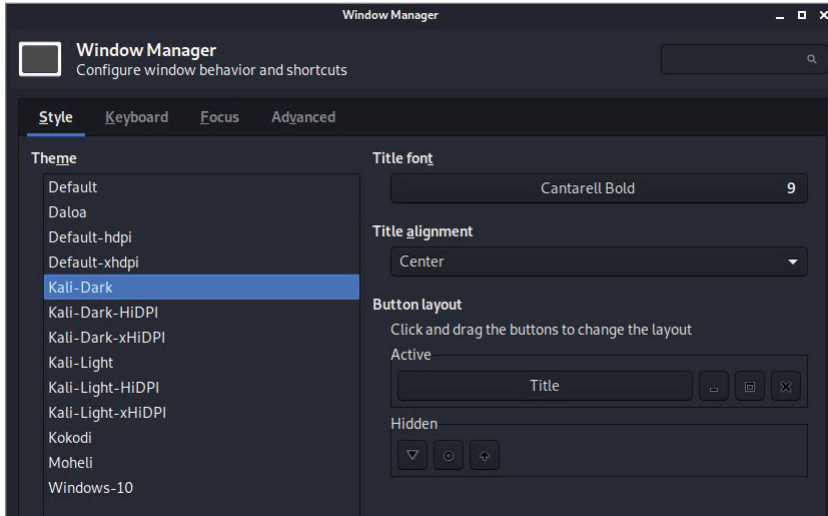 Window Manager
Window Manager
Configure window behavior and shortcuts
Style Keyboard Focus Advanced
Theme
Default
Daloa
Default-hdpi
Default-xhdpi
Kali-Dark
Kali-Dark-HiDPI
Kali-Dark-xHiDPI
Kali-Light
Kali-Light-HiDPI
Kali-Light-xHiDPI
Kokodi
Moheli
Windows-10
Title font
Cantarell Bold 9
Title alignment
Center
Button layout
Click and drag the buttons to change the layout
Active
Title
Hidden